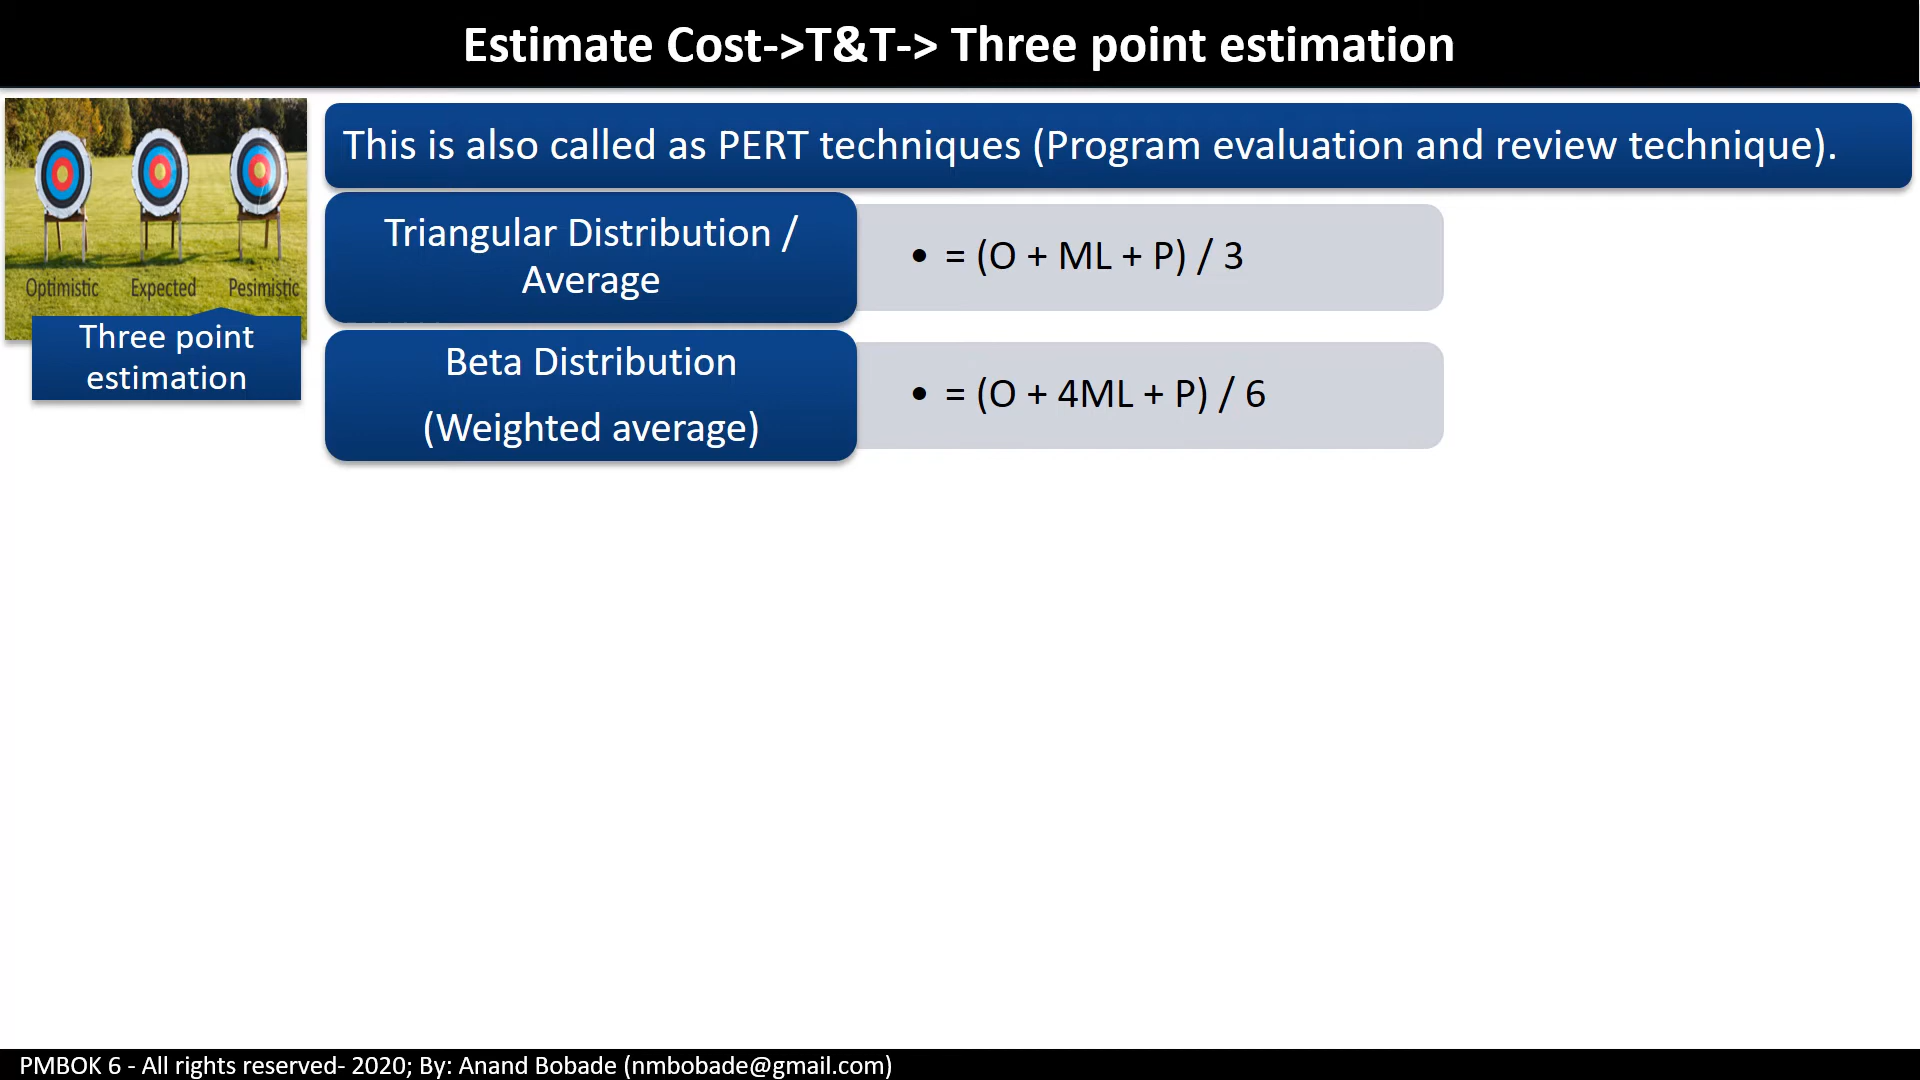 Estimate Cost->T&T-> Three point estimation
Optimistic
Expected
Pesimistic
Three point
estimation
This is also called as PERT techniques (Program evaluation and review technique).
Triangular Distribution /
Average
• = (O + ML + P) / 3
Beta Distribution
(Weighted average)
• = (O + 4ML + P) / 6
PMBOK 6 - All rights reserved- 2020; By: Anand Bobade (nmbobade@gmail.com)